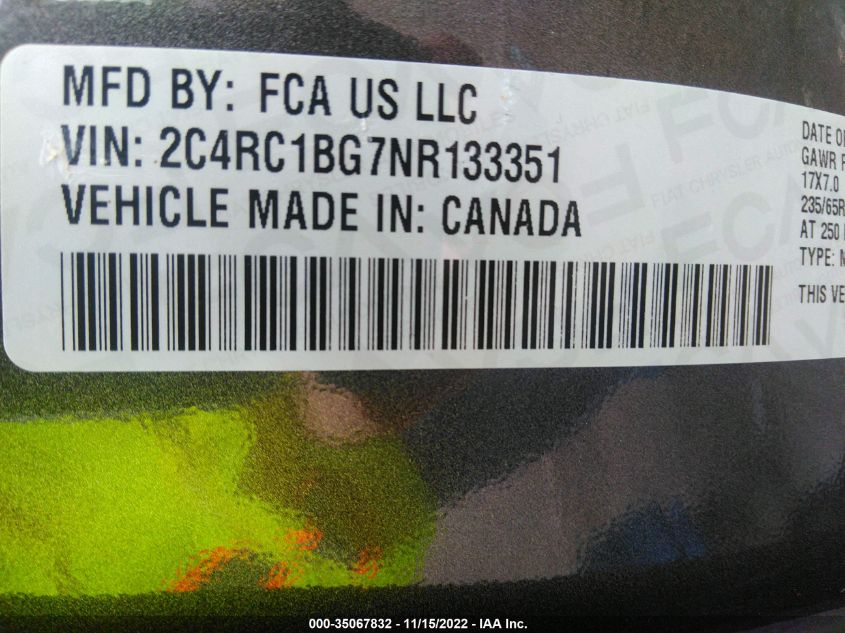 MFD BY: FCA US LLC
VIN: 2C4RC1BG7NR133351
VEHICLE MADE IN: CANADA
DATE O
GAWR
17X7.0
235/65R
AT 250
TYPE:
THIS VE
000-35067832 - 11/15/2022 - IAA Inc.